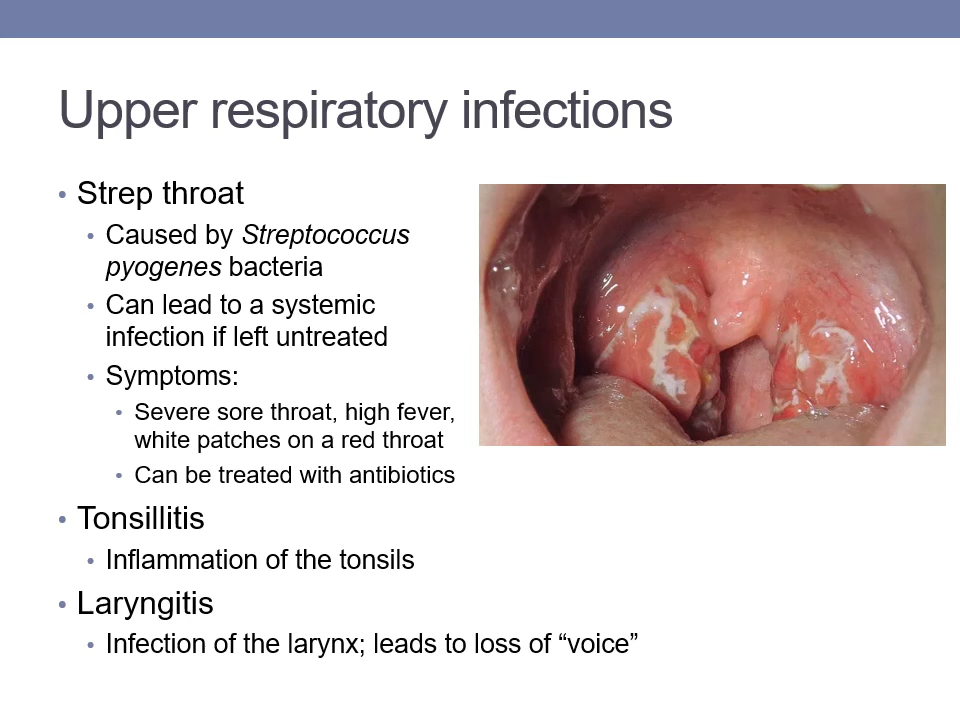 Upper respiratory infections
• Strep throat
• Caused by Streptococcus
pyogenes bacteria
• Can lead to a systemic
infection if left untreated
• Symptoms:
• Severe sore throat, high fever,
white patches on a red throat
• Can be treated with antibiotics
• Tonsillitis
• Inflammation of the tonsils
• Laryngitis
• Infection of the larynx; leads to loss of “voice”